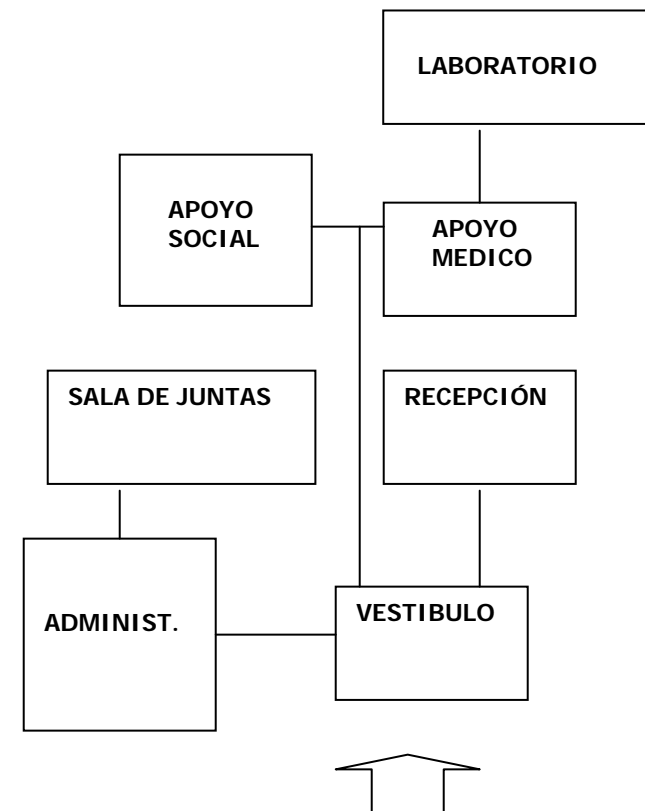 LABORATORIO
APOYO
SOCIAL
APOYO
MEDICO
SALA DE JUNTAS
RECEPCIÓN
ADMINIST.
VESTIBULO